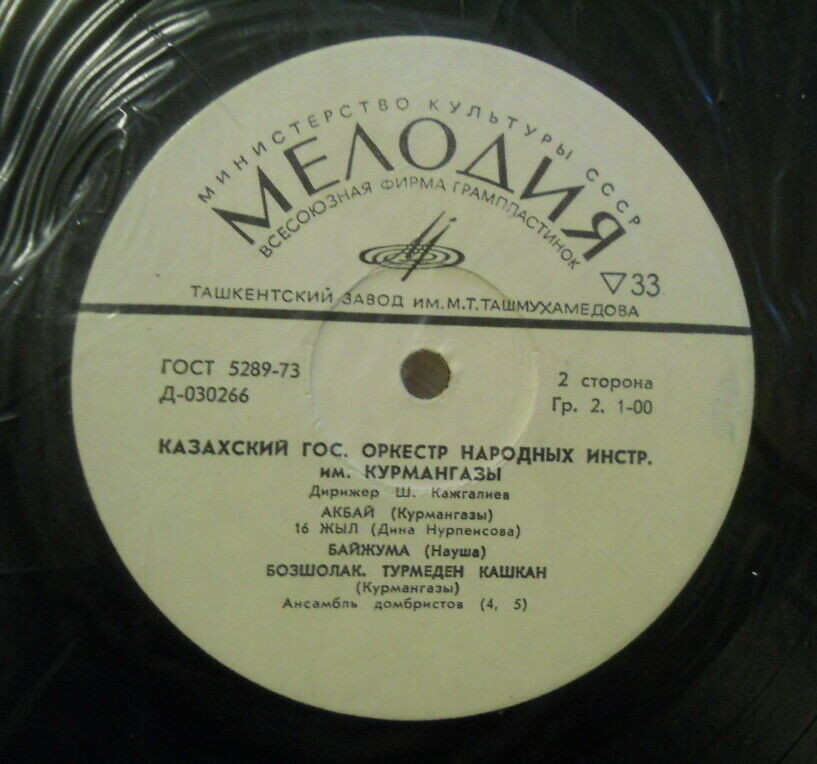 МИНИСТЕРСТВО КУЛЬТУРЫ СССР
МЕЛОДИЯ
ВСЕСОЮЗНАЯ ФИРМА ГРАМПЛАСТИНОК
▽33
ТАШКЕНТСКИЙ ЗАВОД ИМ. М.Т. ТАШМУХАМЕДОВА
ГОСТ 5289-73
Д-030266
2 сторона
Гр. 2. 1-00
КАЗАХСКИЙ ГОС. ОРКЕСТР НАРОДНЫХ ИНСТР.
им. КУРМАНГАЗЫ
Дирижер Ш. Кажгалиев
АКБАЙ (Курмангазы)
16 ЖЫЛ (Дина Нурпеисова)
БАЙЖУМА (Науша)
БОЗШОЛАК. ТУРМЕДЕН КАШКАН
(Курмангазы)
Ансамбль домбристов (4, 5)